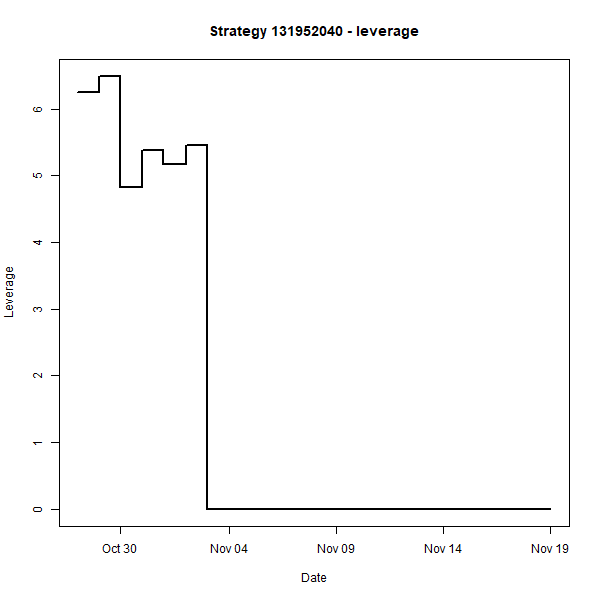 Strategy 131952040 - leverage
6
5
4
3
2
1
0
Leverage
Oct 30
Nov 04
Nov 09
Nov 14
Nov 19
Date